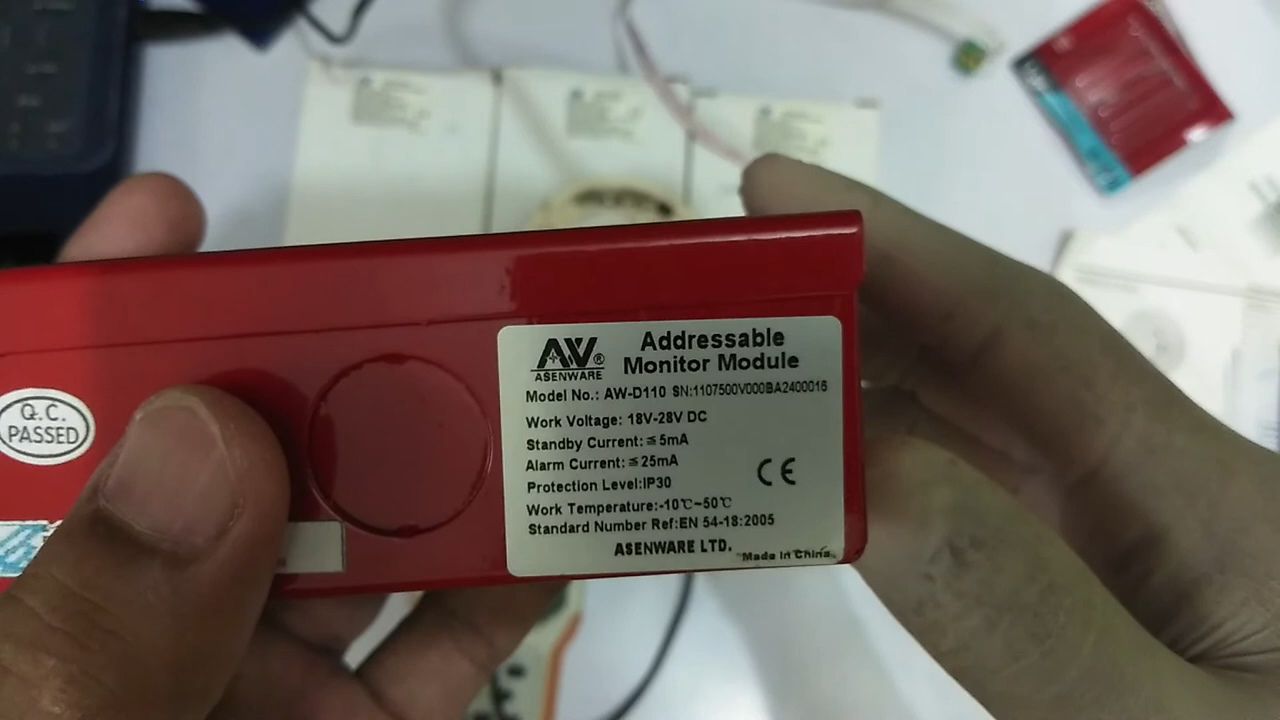 Q.C.
PASSED
AW®
ASENWARE
Addressable
Monitor Module
Model No.: AW-D110 SN:1107500V000BA2400016
Work Voltage: 18V-28V DC
Standby Current:≦5mA
Alarm Current:≦25mA
Protection Level:IP30
CE
Work Temperature:-10℃~50℃
Standard Number Ref:EN 54-18:2005
ASENWARE LTD.
Made in China